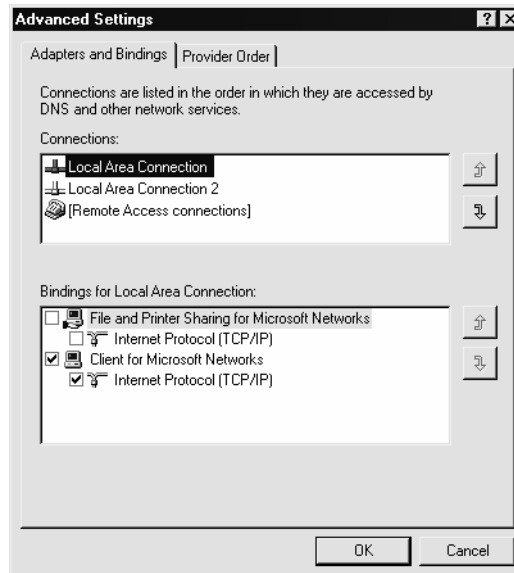 Advanced Settings
Adapters and Bindings
Provider Order
Connections are listed in the order in which they are accessed by
DNS and other network services.
Connections:
Local Area Connection
Local Area Connection 2
[Remote Access connections]
Bindings for Local Area Connection:
File and Printer Sharing for Microsoft Networks
Internet Protocol (TCP/IP)
Client for Microsoft Networks
Internet Protocol (TCP/IP)
OK
Cancel